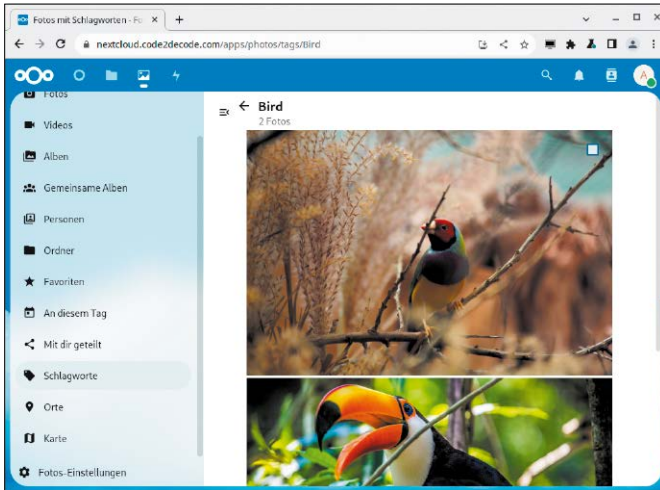 Fotos mit Schlagworten - Fo
nextcloud.code2decode.com/apps/photos/tags/Bird
A
Fotos
Videos
Alben
Gemeinsame Alben
Personen
Ordner
Favoriten
An diesem Tag
Mit dir geteilt
Schlagworte
Orte
Karte
Fotos-Einstellungen
Bird
2 Fotos